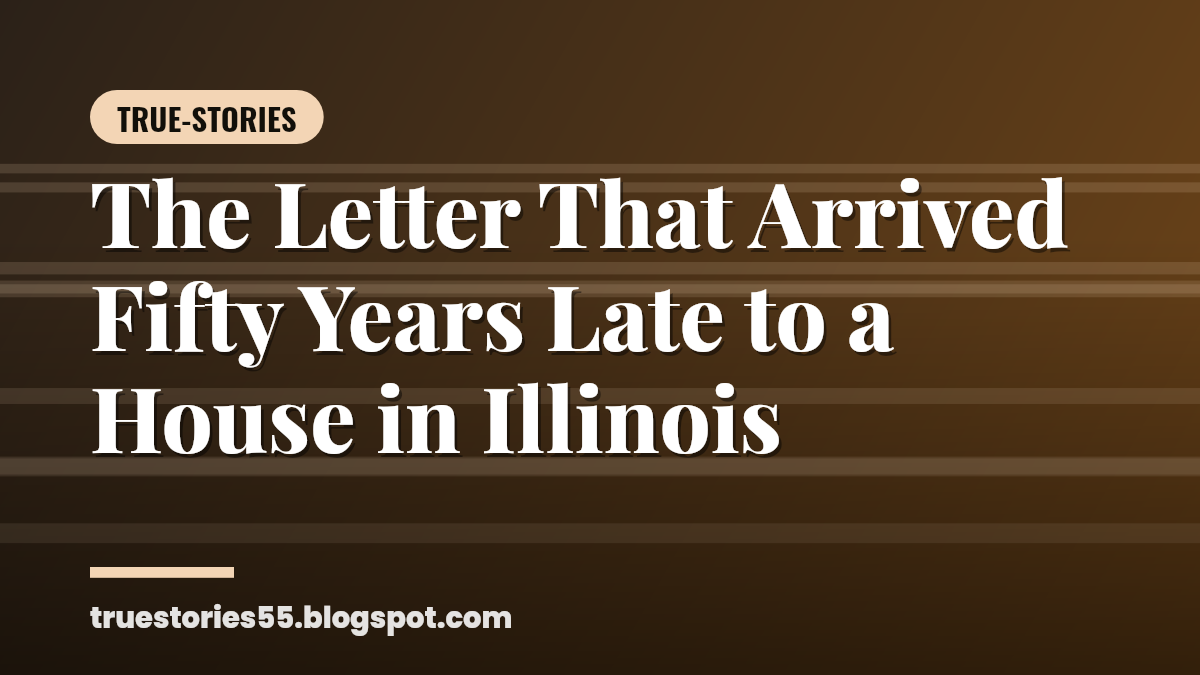 TRUE-STORIES
The Letter That Arrived
Fifty Years Late to a
House in Illinois
truestories55.blogspot.com